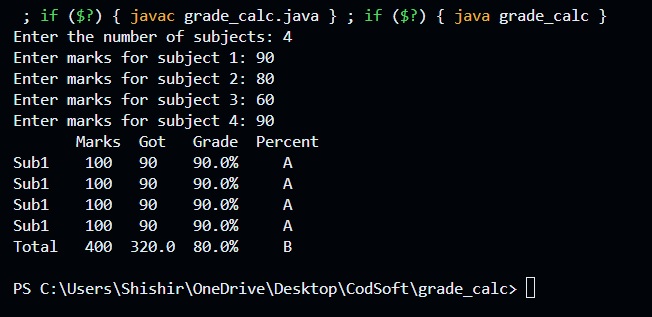 ; if ($?) { javac grade_calc.java } ; if ($?) { java grade_calc }
Enter the number of subjects: 4
Enter marks for subject 1: 90
Enter marks for subject 2: 80
Enter marks for subject 3: 60
Enter marks for subject 4: 90
Marks Got Grade Percent
Sub1 100 90 90.0% A
Sub1 100 90 90.0% A
Sub1 100 90 90.0% A
Sub1 100 90 90.0% A
Total 400 320.0 80.0% B
PS C:\Users\Shishir\OneDrive\Desktop\CodSoft\grade_calc>